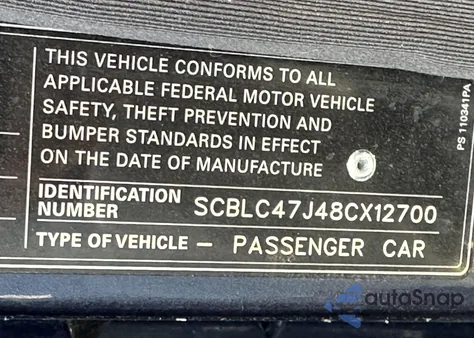 THIS VEHICLE CONFORMS TO ALL
APPLICABLE FEDERAL MOTOR VEHICLE
SAFETY, THEFT PREVENTION AND
BUMPER STANDARDS IN EFFECT
ON THE DATE OF MANUFACTURE
IDENTIFICATION
NUMBER SCBLC47J48CX12700
TYPE OF VEHICLE – PASSENGER CAR
PS 110341PA
autoSnap